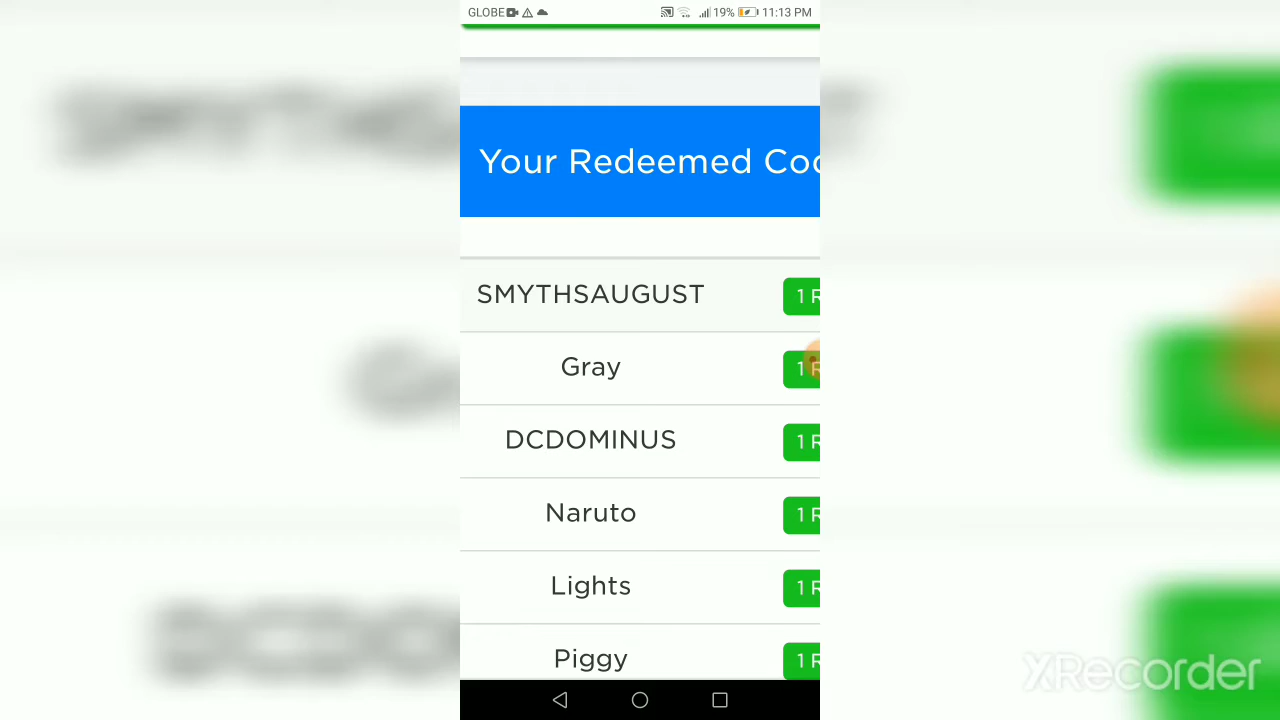 GLOBE 19% 11:13 PM
Your Redeemed Co
SMYTHSAUGUST 1 R
Gray 1 R
DCDOMINUS 1 R
Naruto 1 R
Lights 1 R
Piggy 1 R
XRecorder